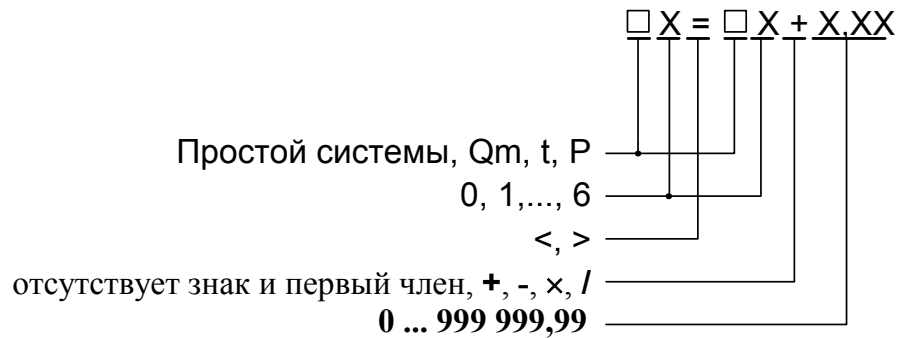 □ X = □ X + X,XX
Простой системы, Qm, t, P
0, 1,..., 6
<, >
отсутствует знак и первый член, +, -, ×, /
0 ... 999 999,99